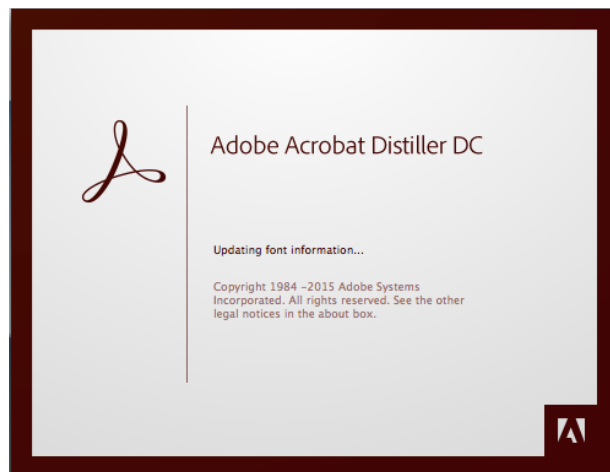 Adobe Acrobat Distiller DC
Updating font information...
Copyright 1984 -2015 Adobe Systems
Incorporated. All rights reserved. See the other
legal notices in the about box.